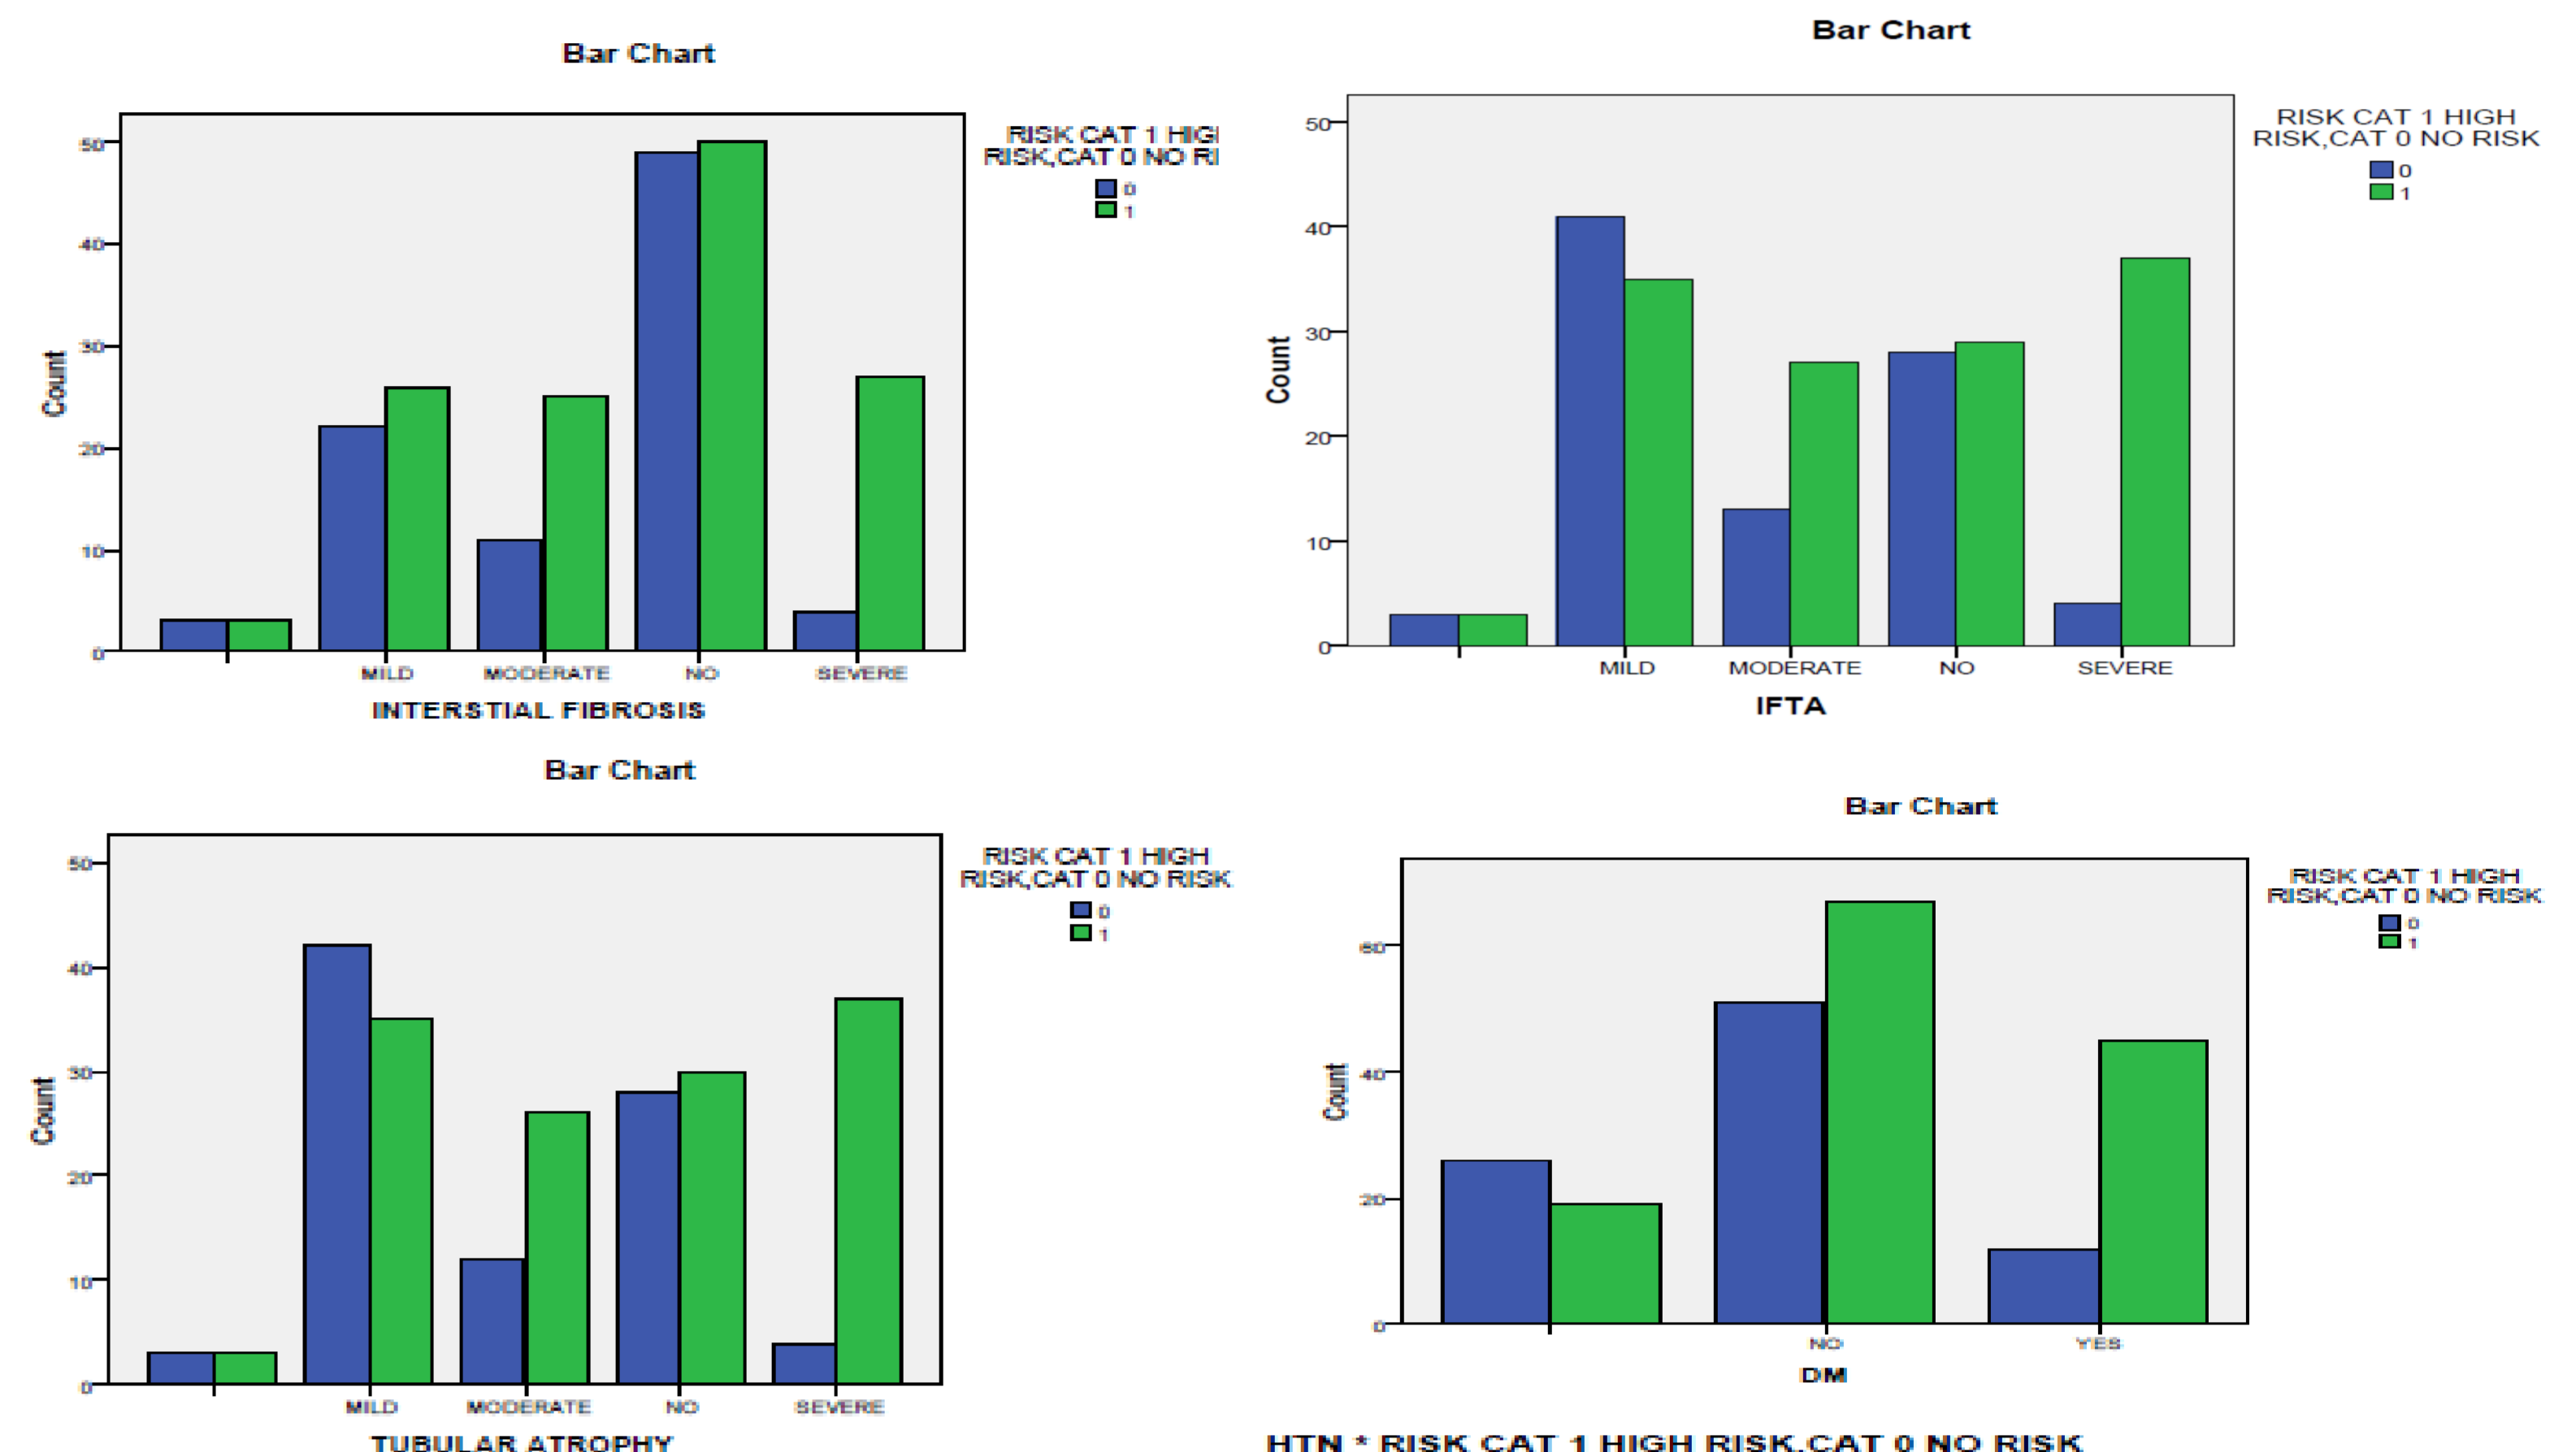 Bar Chart
RISK CAT 1 HIG
RISK,CAT 0 NO RI
0
1
50
40
30
20
10
0
Count
MILD MODERATE NO SEVERE
INTERSTIAL FIBROSIS
Bar Chart
RISK CAT 1 HIGH
RISK,CAT 0 NO RISK
0
1
50
40
30
20
10
0
Count
MILD MODERATE NO SEVERE
IFTA
Bar Chart
RISK CAT 1 HIGH
RISK,CAT 0 NO RISK
0
1
50
40
30
20
10
0
Count
MILD MODERATE NO SEVERE
TUBULAR ATROPHY
Bar Chart
RISK CAT 1 HIGH
RISK,CAT 0 NO RISK
0
1
60
40
20
0
Count
NO YES
DM
HTN * RISK CAT 1 HIGH RISK,CAT 0 NO RISK